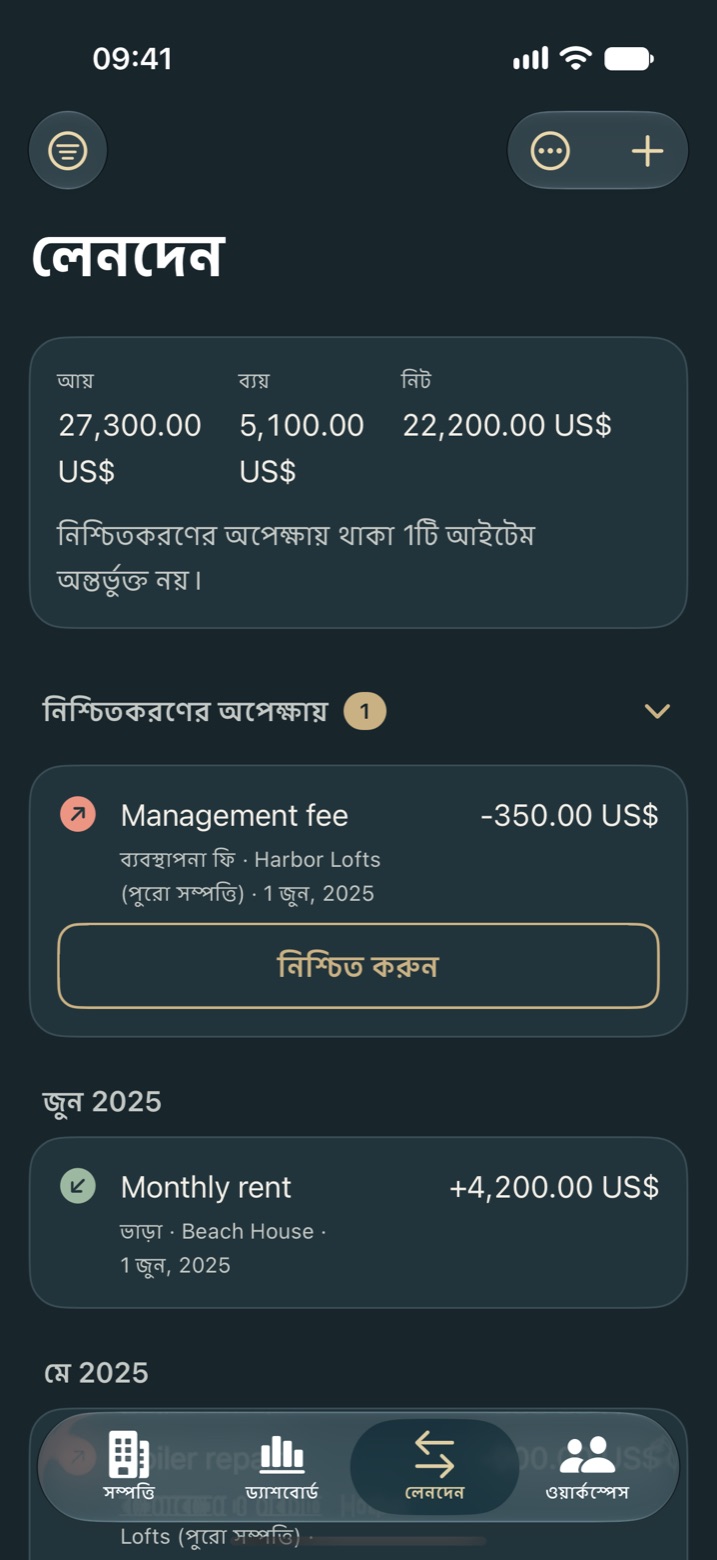 09:41
লেনদেন
আয়
ব্যয়
নিট
27,300.00
US$
5,100.00
US$
22,200.00 US$
নিশ্চিতকরণের অপেক্ষায় থাকা 1টি আইটেম
অন্তর্ভুক্ত নয়।
নিশ্চিতকরণের অপেক্ষায় 1
Management fee -350.00 US$
ব্যবস্থাপনা ফি · Harbor Lofts
(পুরো সম্পত্তি) · 1 জুন, 2025
নিশ্চিত করুন
জুন 2025
Monthly rent +4,200.00 US$
ভাড়া · Beach House ·
1 জুন, 2025
মে 2025
সম্পত্তি
ড্যাশবোর্ড
লেনদেন
ওয়ার্কস্পেস
Lofts (পুরো সম্পত্তি) ·